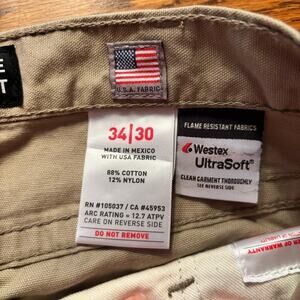 U.S.A. FABRIC
34|30
MADE IN MEXICO
WITH USA FABRIC
88% COTTON
12% NYLON
RN #105037 / CA #45953
ARC RATING = 12.7 ATPV
CARE ON REVERSE SIDE
DO NOT REMOVE
FLAME RESISTANT FABRICS
Westex
UltraSoft®
CLEAN GARMENT THOROUGHLY
SEE REVERSE SIDE
E
T
OF WARRANTY